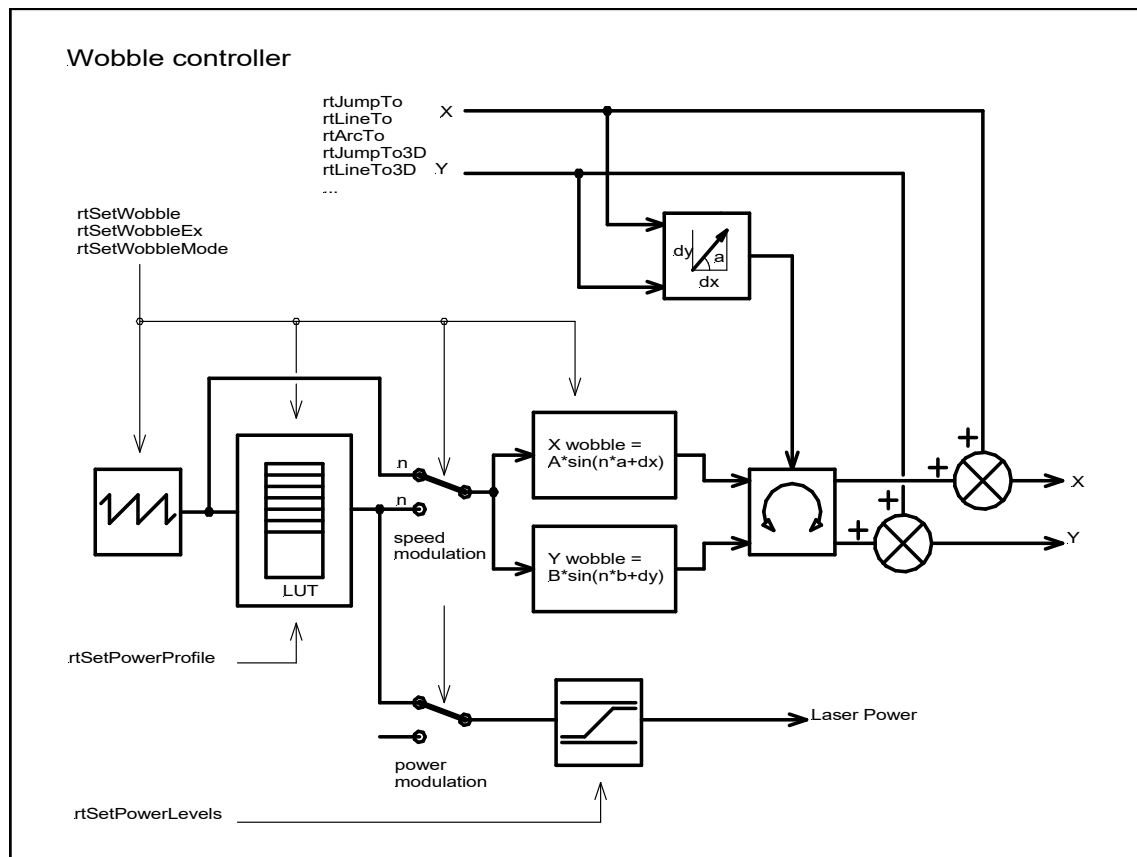 Wobble controller
rtJumpTo
rtLineTo
rtArcTo
rtJumpTo3D
rtLineTo3D
...
X
Y
rtSetWobble
rtSetWobbleEx
rtSetWobbleMode
dy
a
dx
n
n
speed
modulation
X wobble =
A*sin(n*a+dx)
Y wobble =
B*sin(n*b+dy)
LUT
+
+
+
+
X
Y
rtSetPowerProfile
Laser Power
power
modulation
rtSetPowerLevels